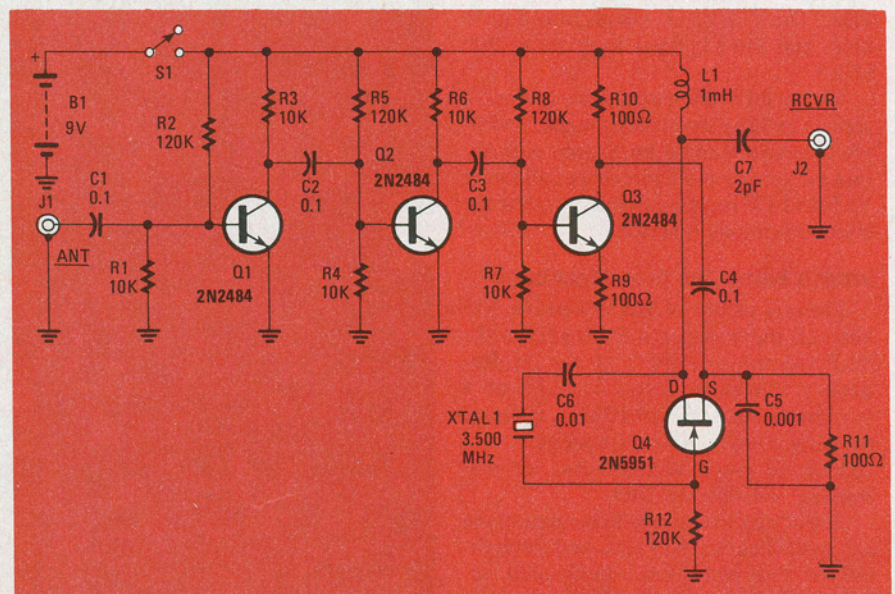 +
B1
9V
S1
R2
120K
R3
10K
R5
120K
R6
10K
R8
120K
R10
100Ω
L1
1mH
RCVR
C7
2pF
J2
J1
C1
0.1
ANT
R1
10K
Q1
2N2484
C2
0.1
Q2
2N2484
R4
10K
C3
0.1
R7
10K
Q3
2N2484
R9
100Ω
C4
0.1
XTAL1
3.500
MHz
C6
0.01
D
S
G
Q4
2N5951
C5
0.001
R11
100Ω
R12
120K